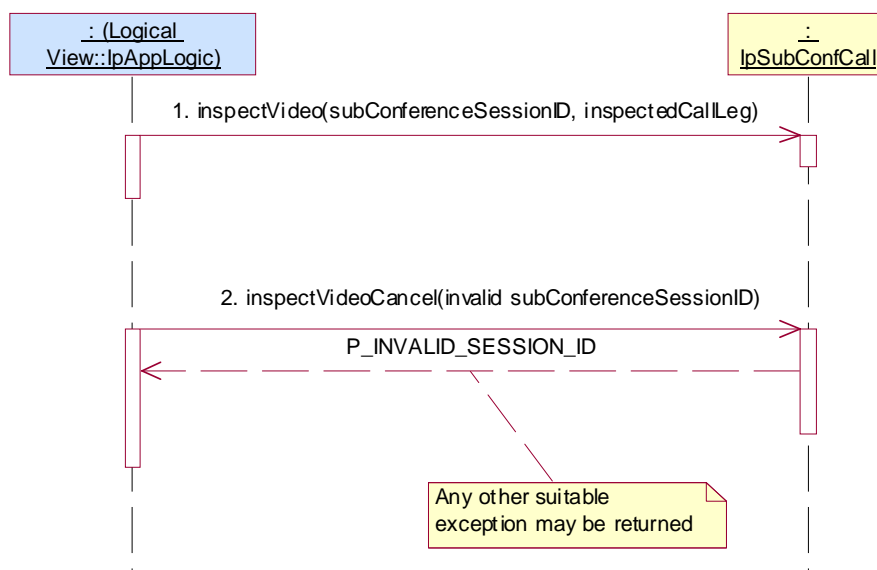 : (Logical
View::IpAppLogic)
:
IpSubConfCall
1. inspectVideo(subConferenceSessionID, inspectedCallLeg)
2. inspectVideoCancel(invalid subConferenceSessionID)
P_INVALID_SESSION_ID
Any other suitable
exception may be returned